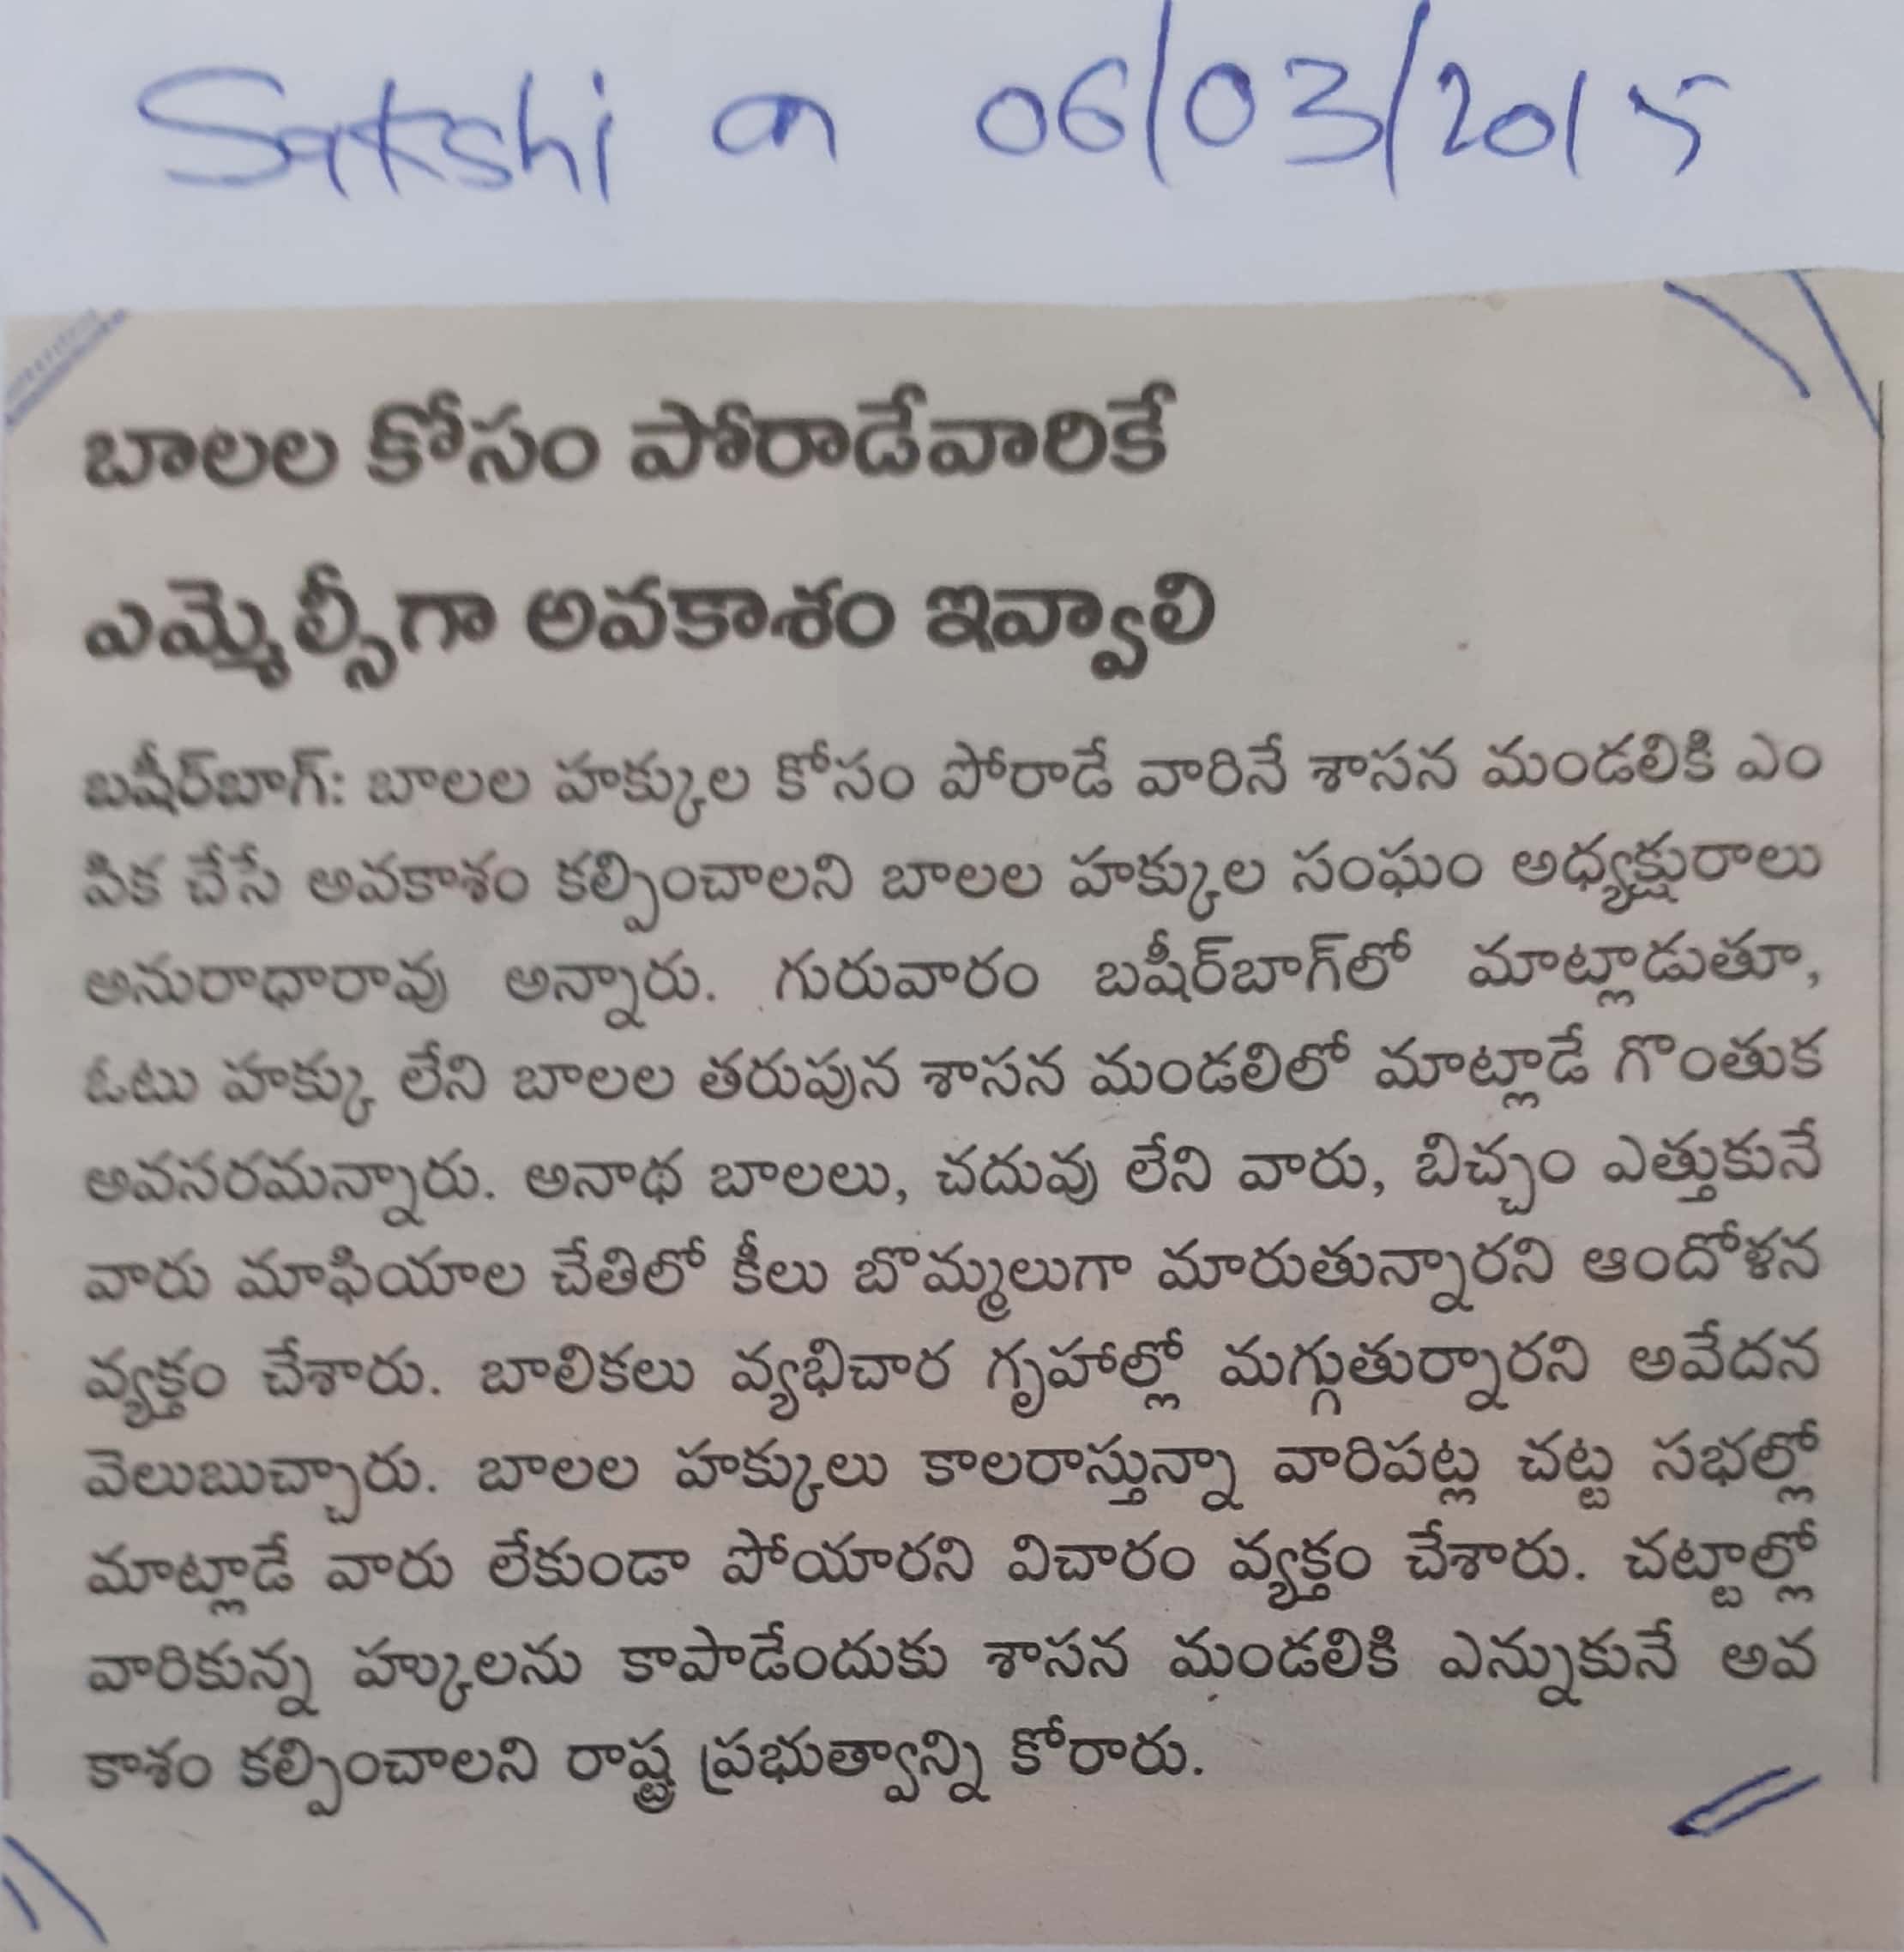 Sakshi on 06/03/2015
బాలల కోసం పోరాడేవారికే
ఎమ్మెల్సీగా అవకాశం ఇవ్వాలి
బషీర్‌బాగ్: బాలల హక్కుల కోసం పోరాడే వారినే శాసన మండలికి ఎం
పిక చేసే అవకాశం కల్పించాలని బాలల హక్కుల సంఘం అధ్యక్షురాలు
అనురాధారావు అన్నారు. గురువారం బషీర్‌బాగ్‌లో మాట్లాడుతూ,
ఓటు హక్కు లేని బాలల తరుపున శాసన మండలిలో మాట్లాడే గొంతుక
అవసరమన్నారు. అనాథ బాలలు, చదువు లేని వారు, బిచ్చం ఎత్తుకునే
వారు మాఫియాల చేతిలో కీలు బొమ్మలుగా మారుతున్నారని ఆందోళన
వ్యక్తం చేశారు. బాలికలు వ్యభిచార గృహాల్లో మగ్గుతుర్నారని అవేదన
వెలుబుచ్చారు. బాలల హక్కులు కాలరాస్తున్నా వారిపట్ల చట్ట సభల్లో
మాట్లాడే వారు లేకుండా పోయారని విచారం వ్యక్తం చేశారు. చట్టాల్లో
వారికున్న హ్కులను కాపాడేందుకు శాసన మండలికి ఎన్నుకునే అవ
కాశం కల్పించాలని రాష్ట్ర ప్రభుత్వాన్ని కోరారు.